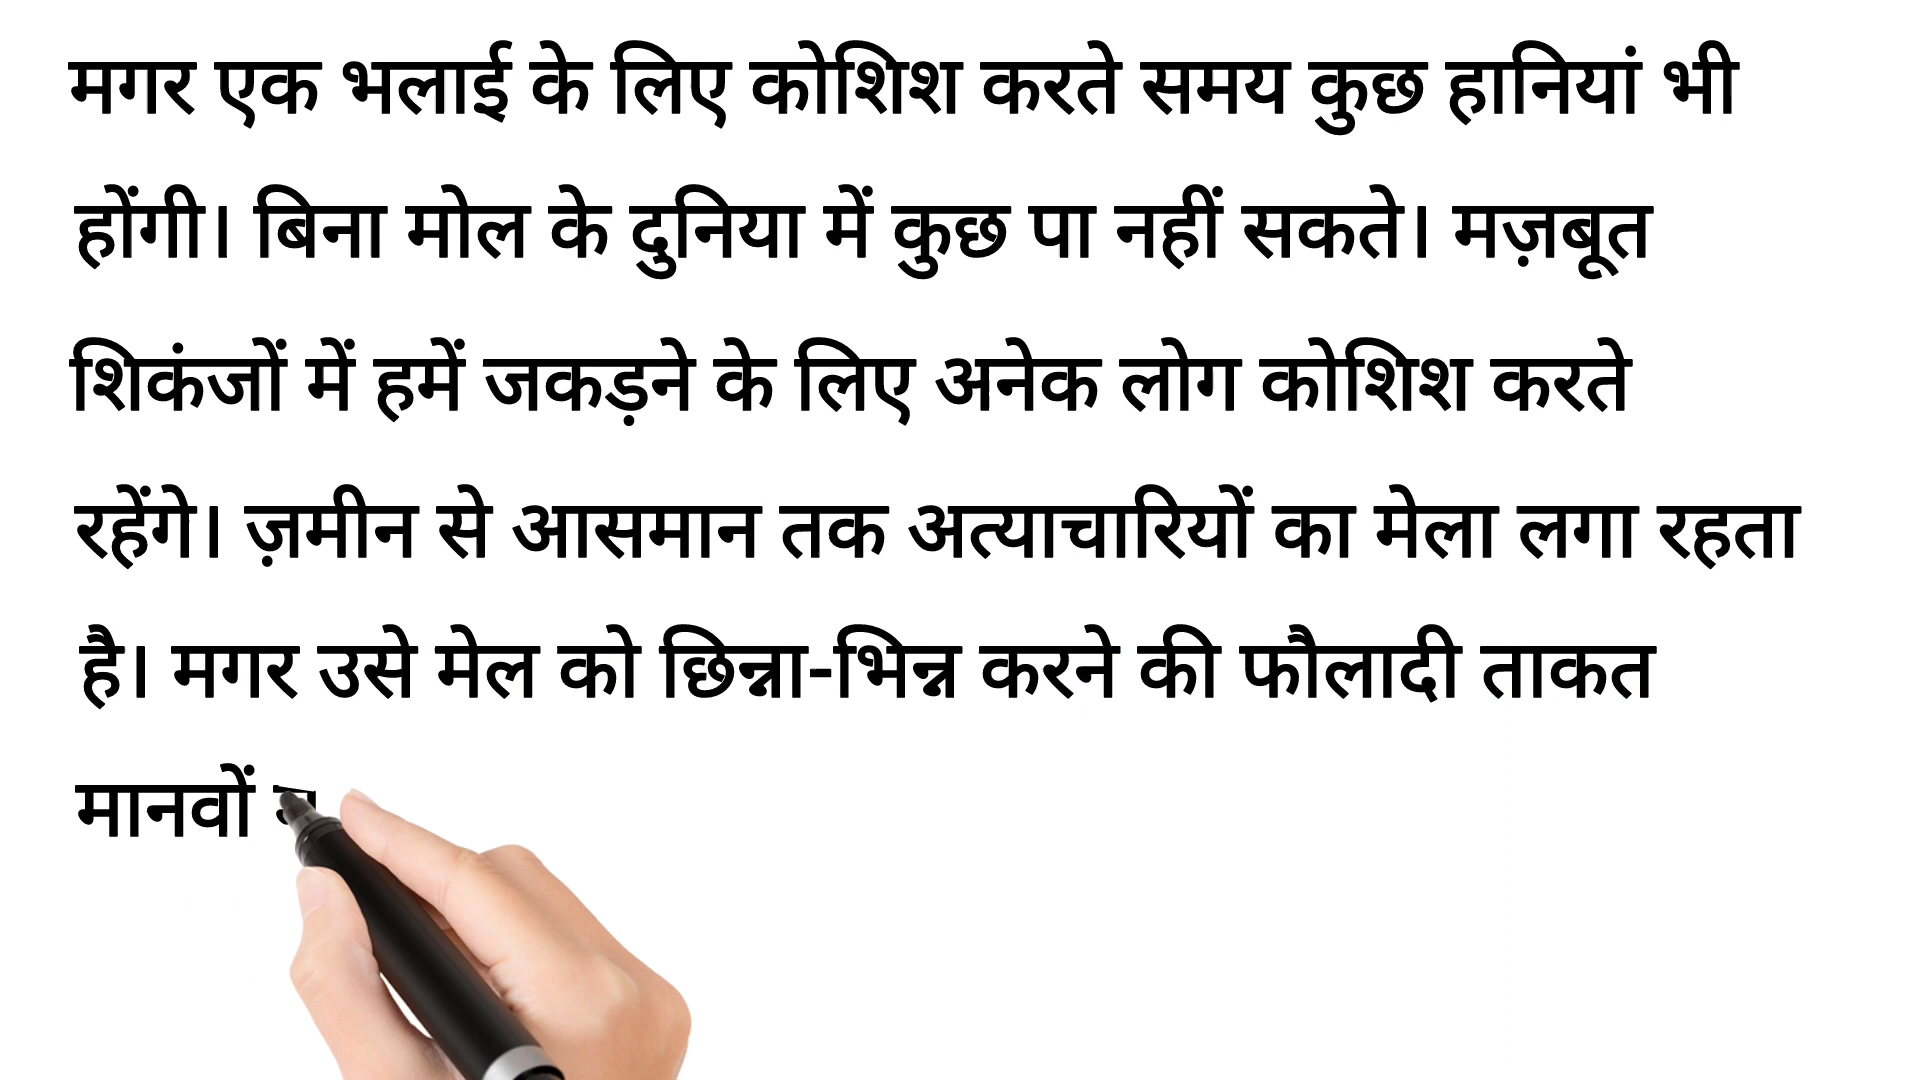 मगर एक भलाई के लिए कोशिश करते समय कुछ हानियां भी
होंगी। बिना मोल के दुनिया में कुछ पा नहीं सकते। मज़बूत
शिकंजों में हमें जकड़ने के लिए अनेक लोग कोशिश करते
रहेंगे। ज़मीन से आसमान तक अत्याचारियों का मेला लगा रहता
है। मगर उसे मेल को छिन्ना-भिन्न करने की फौलादी ताकत
मानवों